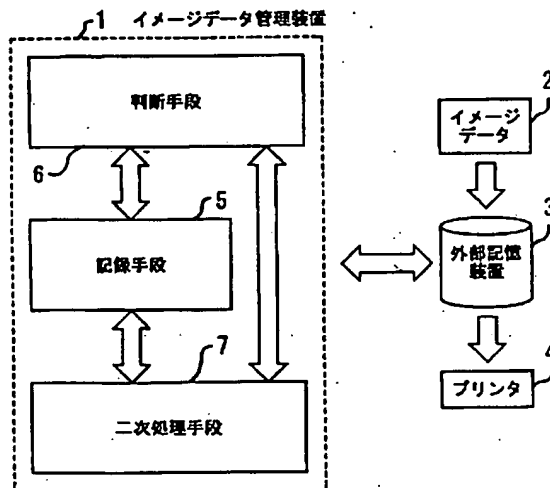 1 イメージデータ管理装置
判断手段
6
5
記録手段
7
二次処理手段
2
イメージ
データ
3
外部記憶
装置
4
プリンタ